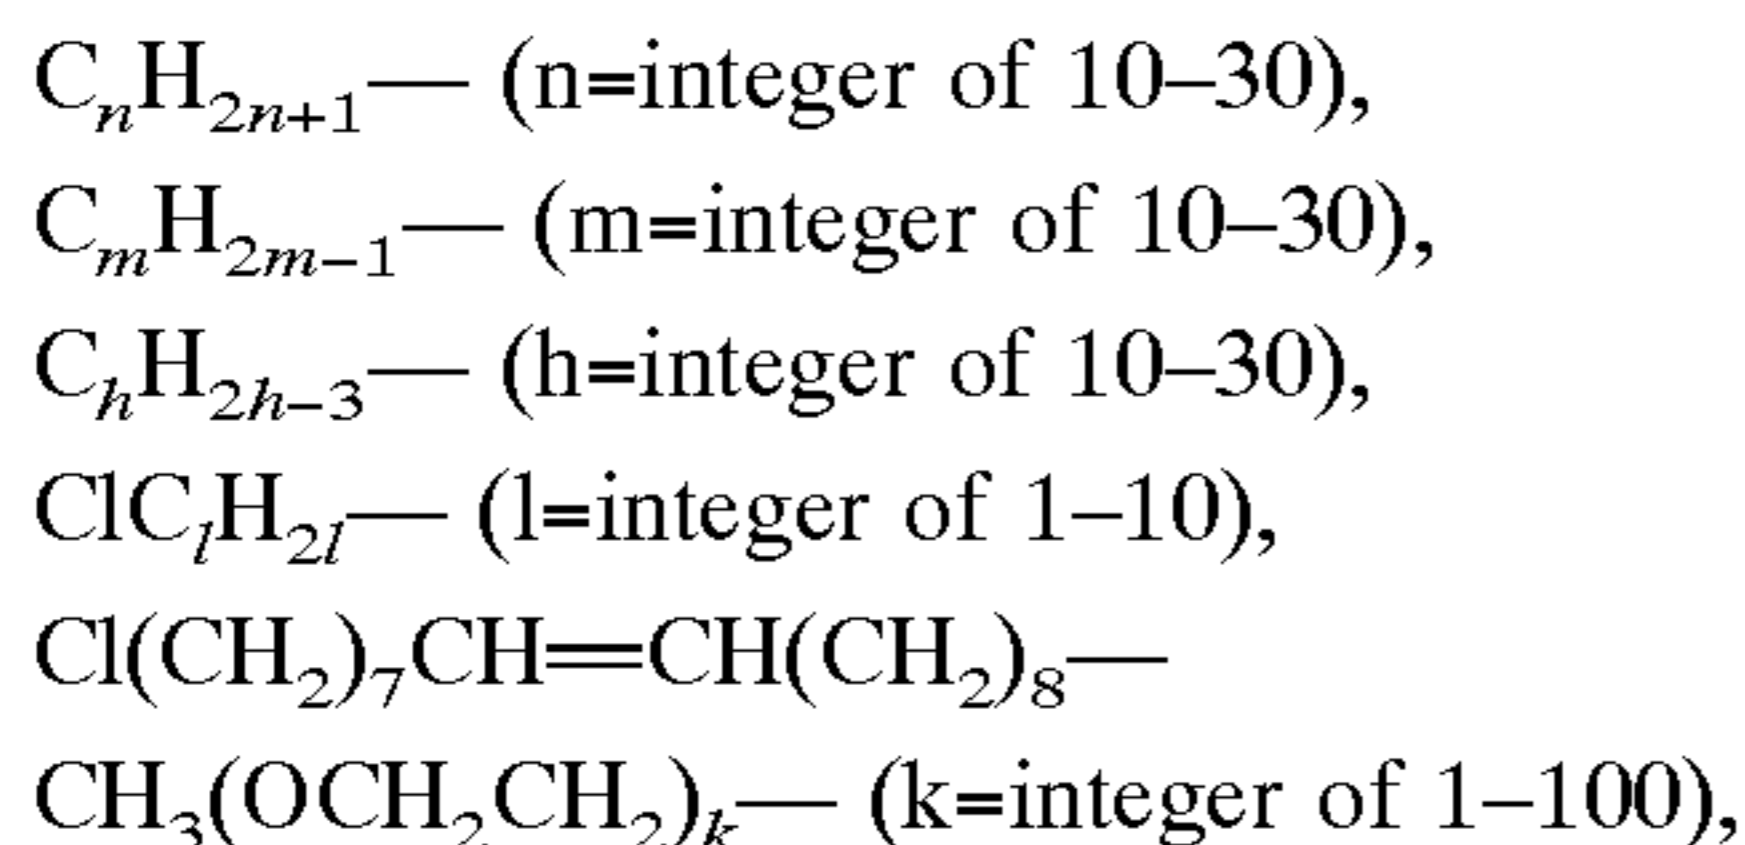 CₙH₂ₙ₊₁— (n=integer of 10–30),
CₘH₂ₘ₋₁— (m=integer of 10–30),
CₕH₂ₕ₋₃— (h=integer of 10–30),
ClCₗH₂ₗ— (l=integer of 1–10),
Cl(CH₂)₇CH=CH(CH₂)₈—
CH₃(OCH₂CH₂)ₖ— (k=integer of 1–100),